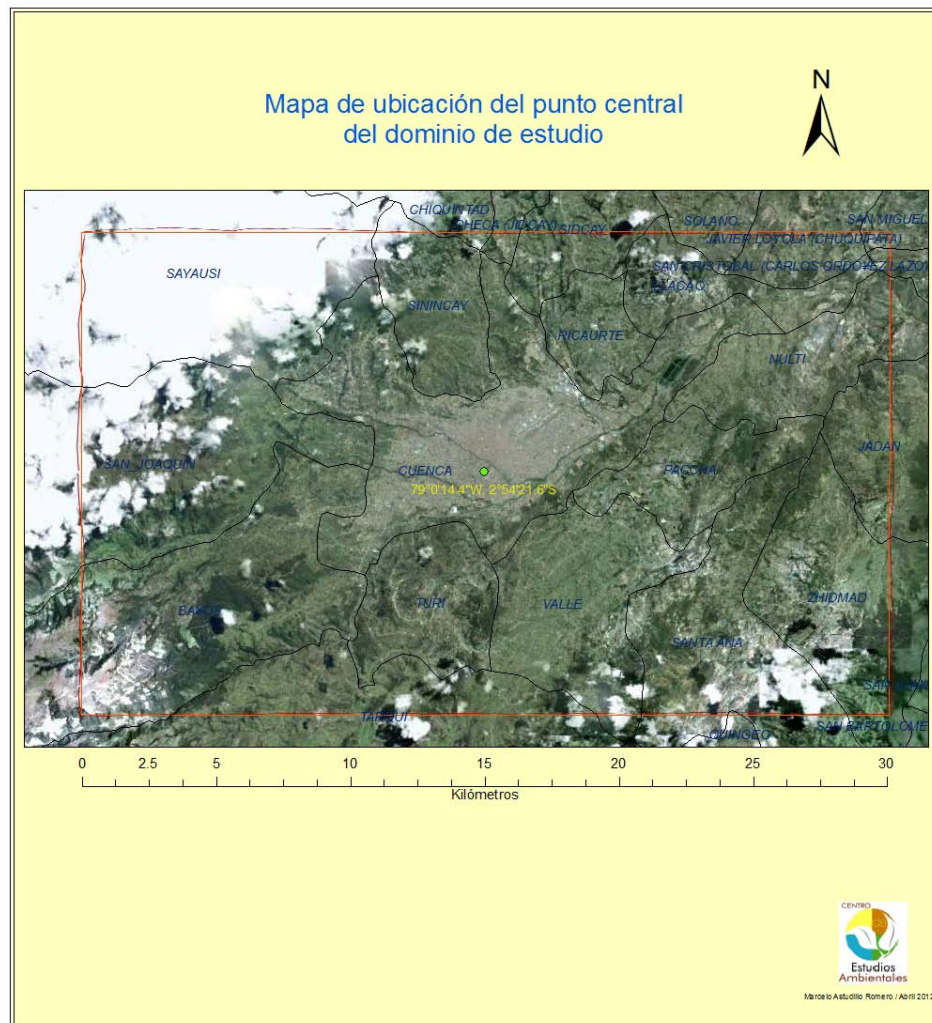 N
Mapa de ubicación del punto central
del dominio de estudio
CHIQUINTAD
CHECA (JIDCAY)
SIDCAY
SOLANO
SAN MIGUEL
JAVIER LOYOLA (CHUQUIPATA)
SAYAUSI
SAN CRISTOBAL (CARLOS ORDO¥EZ LAZO)
LLACAO
SININCAY
RICAURTE
NULTI
JADAN
SAN JOAQUIN
CUENCA
PACCHA
79°0'14.4"W, 2°54'21.6"S
BAÑOS
TURI
VALLE
ZHIDMAD
SANTA ANA
TARQUI
QUINGEO
SAN BARTOLOME
0 2.5 5 10 15 20 25 30
Kilómetros
CENTRO
Estudios
Ambientales
Marcelo Astudillo Romero / Abril 2012